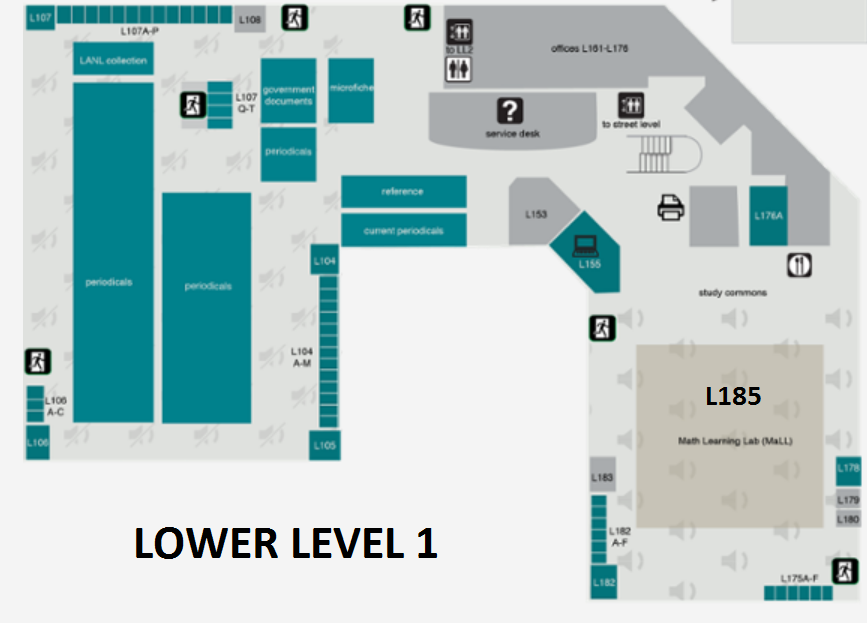 L107
L107A-P
L108
LANL collection
L107
Q-T
government
documents
microfiche
periodicals
to LL2
offices L161-L176
?
service desk
to street level
reference
current periodicals
L153
L155
L176A
study commons
periodicals
periodicals
L104
L104
A-M
L105
L106
A-C
L106
L185
Math Learning Lab (MaLL)
L183
L182
A-F
L182
L178
L179
L180
L175A-F
LOWER LEVEL 1